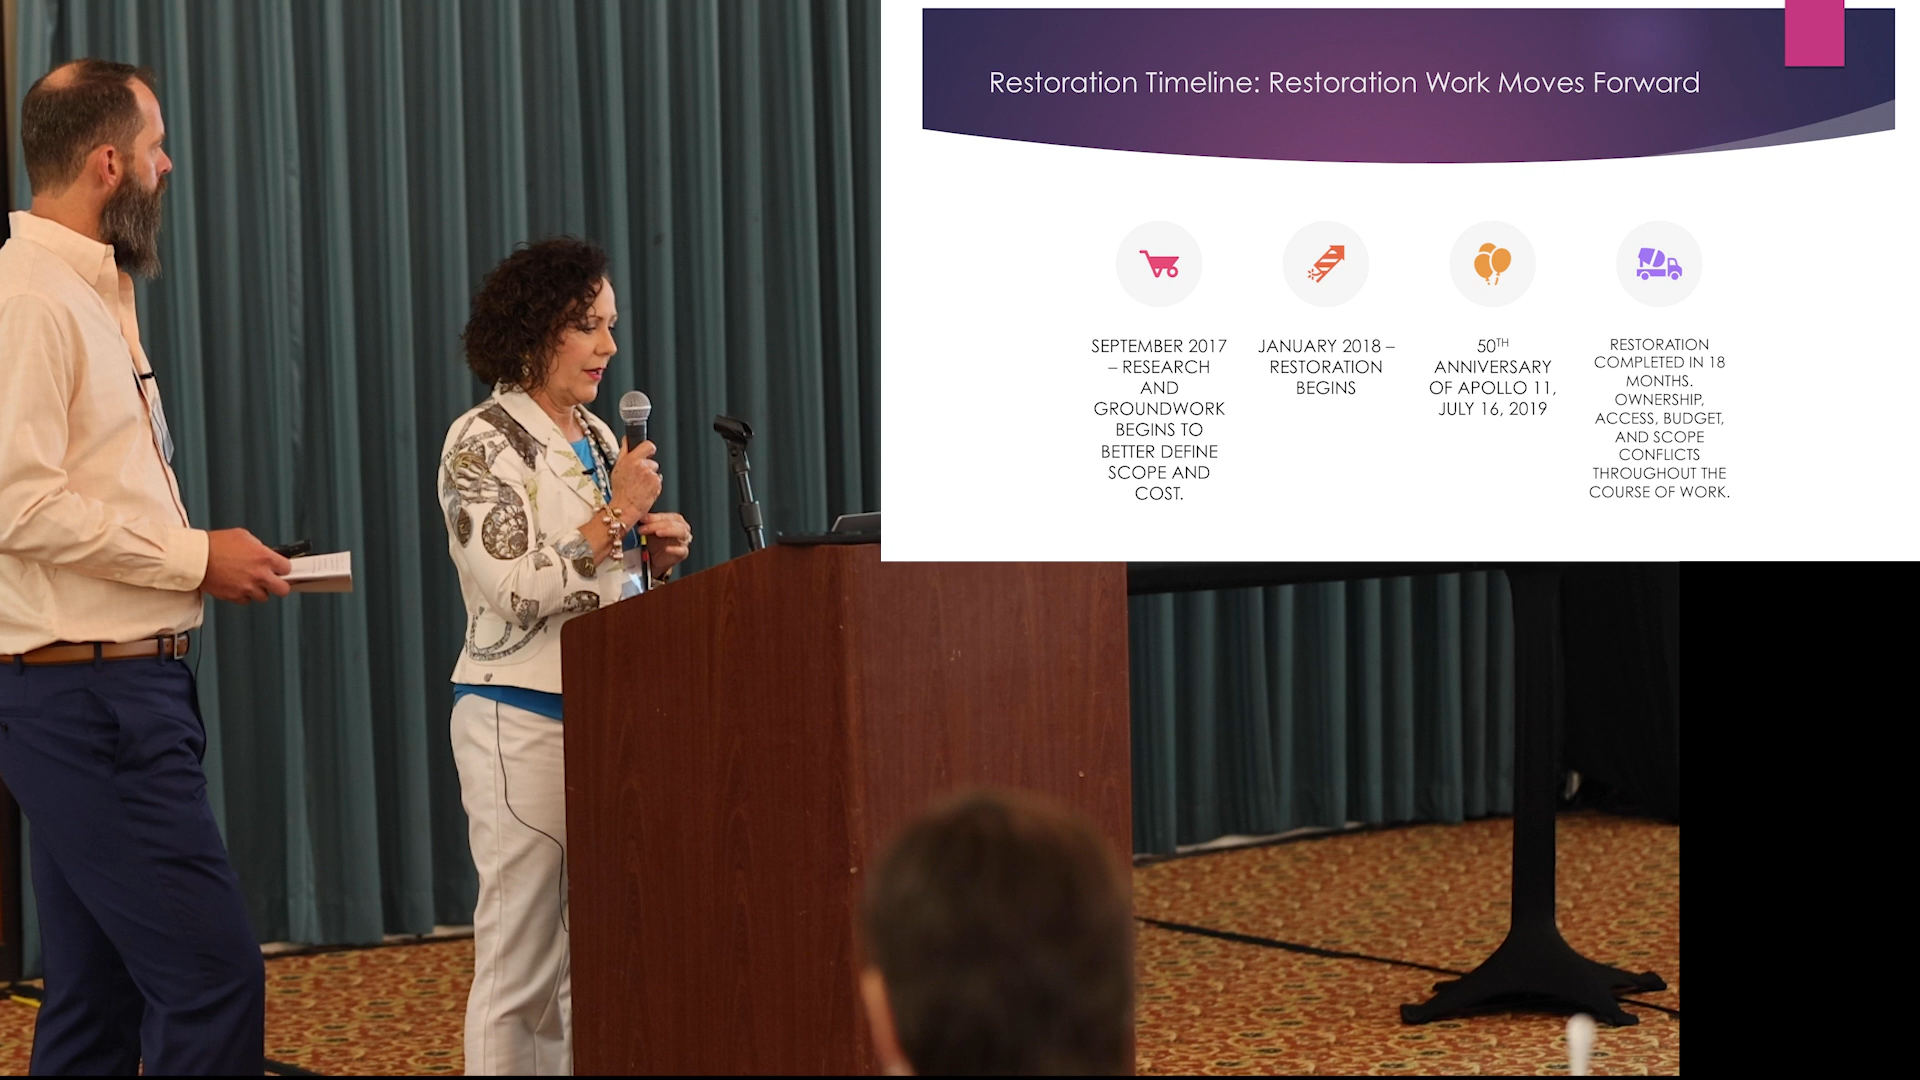 Restoration Timeline: Restoration Work Moves Forward
SEPTEMBER 2017
– RESEARCH
AND
GROUNDWORK
BEGINS TO
BETTER DEFINE
SCOPE AND
COST.
JANUARY 2018 –
RESTORATION
BEGINS
50TH
ANNIVERSARY
OF APOLLO 11,
JULY 16, 2019
RESTORATION
COMPLETED IN 18
MONTHS.
OWNERSHIP,
ACCESS, BUDGET,
AND SCOPE
CONFLICTS
THROUGHOUT THE
COURSE OF WORK.